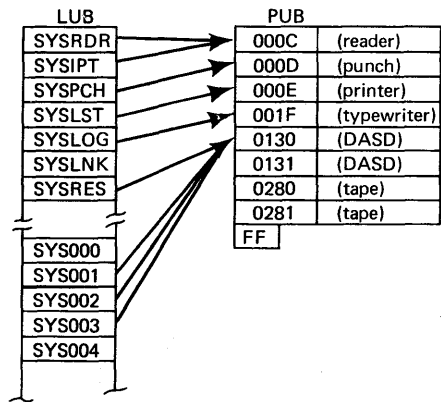 LUB PUB
SYSRDR 000C (reader)
SYSIPT 000D (punch)
SYSPCH 000E (printer)
SYSLST 001F (typewriter)
SYSLOG 0130 (DASD)
SYSLNK 0131 (DASD)
SYSRES 0280 (tape)
0281 (tape)
FF
SYS000
SYS001
SYS002
SYS003
SYS004